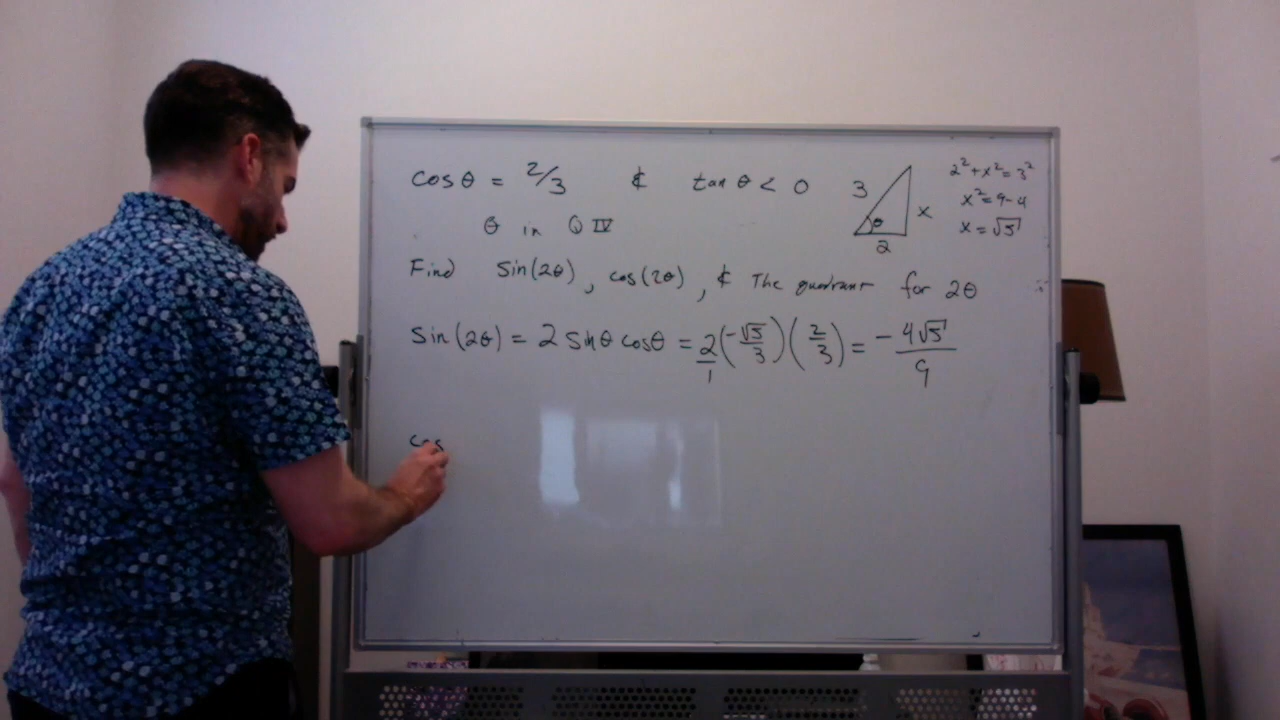 cos θ = 2/3 & tan θ < 0
θ in Q IV
3
θ
x
2
2² + x² = 3²
x² = 9 - 4
x = √5
Find sin(2θ), cos(2θ), & The quadrant for 2θ
Sin(2θ) = 2 Sinθ cosθ = 2/1 (-√5/3)(2/3) = -4√5/9
cos